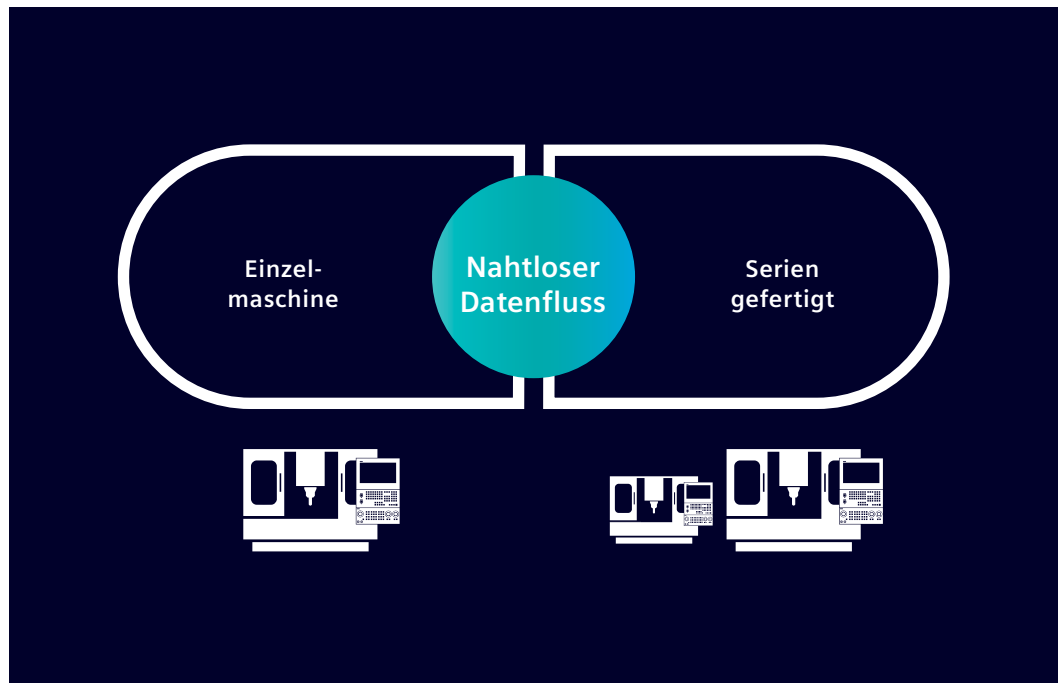 Einzel-
maschine
Nahtloser
Datenfluss
Serien
gefertigt